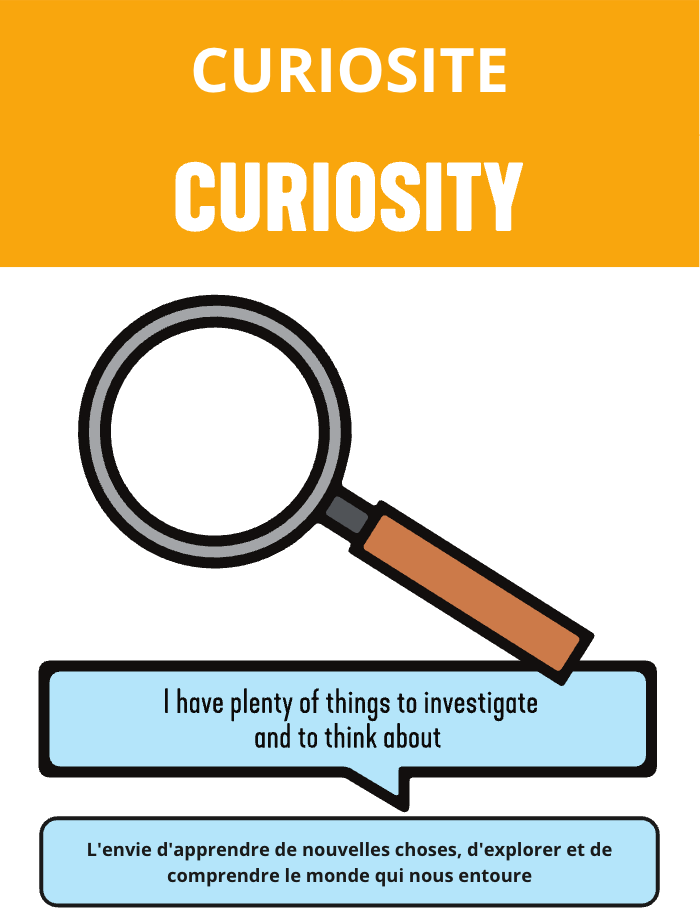 CURIOSITE
CURIOSITY
I have plenty of things to investigate
and to think about
L'envie d'apprendre de nouvelles choses, d'explorer et de
comprendre le monde qui nous entoure